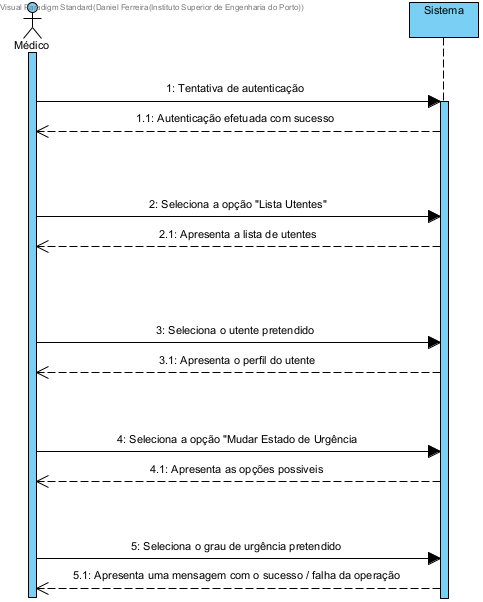 Visual Paradigm Standard(Daniel Ferreira(Instituto Superior de Engenharia do Porto))
Sistema
Médico
1: Tentativa de autenticação
1.1: Autenticação efetuada com sucesso
2: Seleciona a opção "Lista Utentes"
2.1: Apresenta a lista de utentes
3: Seleciona o utente pretendido
3.1: Apresenta o perfil do utente
4: Seleciona a opção "Mudar Estado de Urgência
4.1: Apresenta as opções possiveis
5: Seleciona o grau de urgência pretendido
5.1: Apresenta uma mensagem com o sucesso / falha da operação